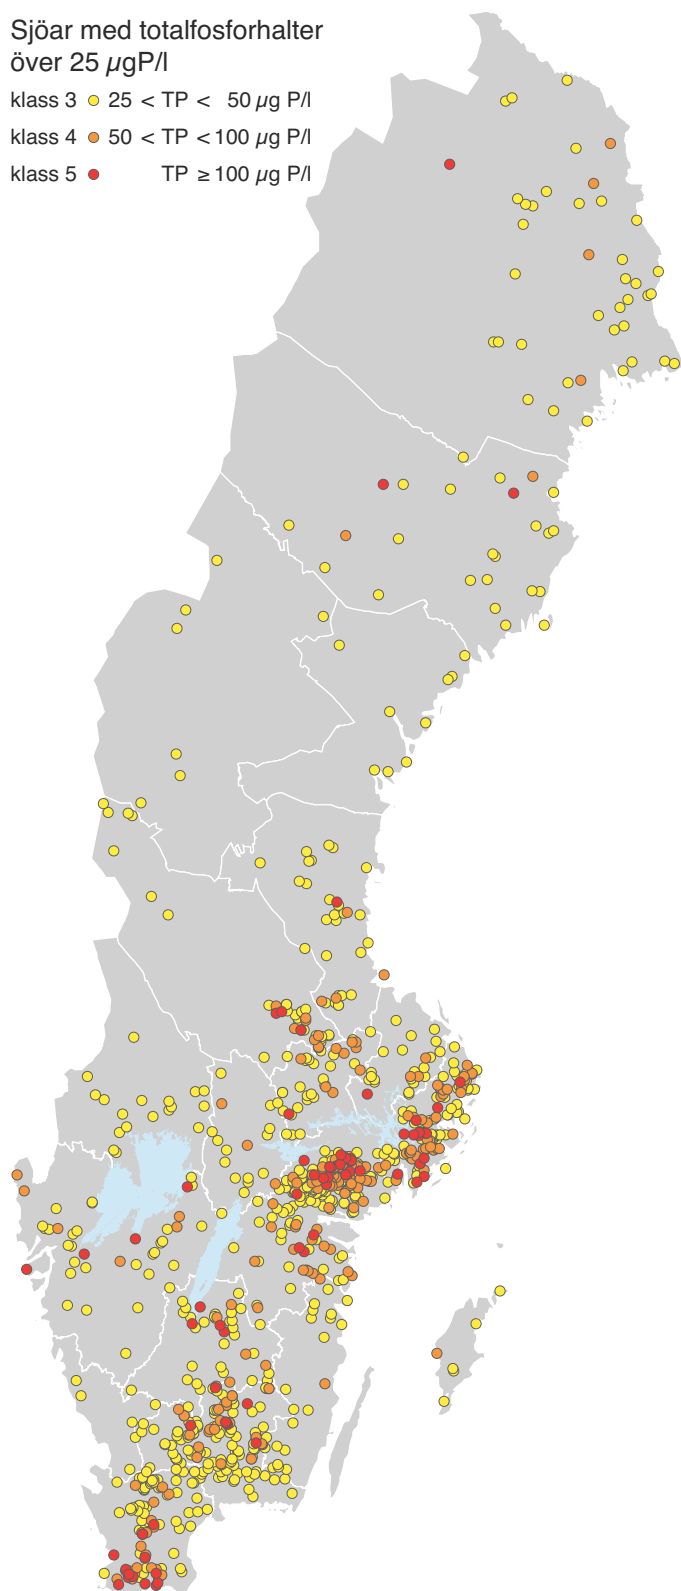 Sjöar med totalfosforhalter
över 25 µgP/l
klass 3 25 < TP < 50 µg P/l
klass 4 50 < TP < 100 µg P/l
klass 5 TP ≥ 100 µg P/l